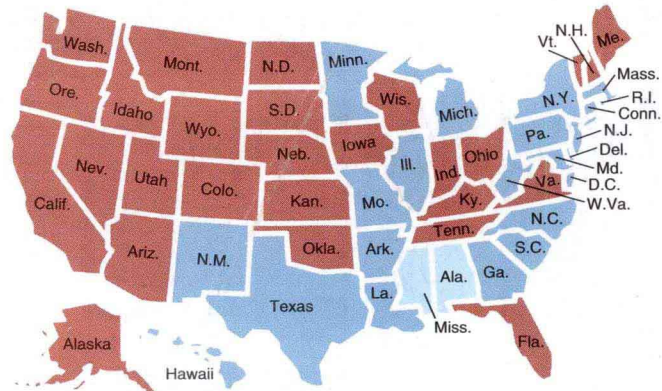 Wash.
Ore.
Calif.
Nev.
Idaho
Mont.
Wyo.
Utah
Colo.
Ariz.
N.M.
N.D.
S.D.
Neb.
Kan.
Okla.
Texas
Minn.
Iowa
Mo.
Ark.
La.
Wis.
Ill.
Mich.
Ind.
Ohio
Ky.
Tenn.
Miss.
Ala.
Ga.
Fla.
S.C.
N.C.
Va.
W.Va.
D.C.
Md.
Del.
N.J.
Pa.
N.Y.
Conn.
R.I.
Mass.
Vt.
N.H.
Me.
Alaska
Hawaii